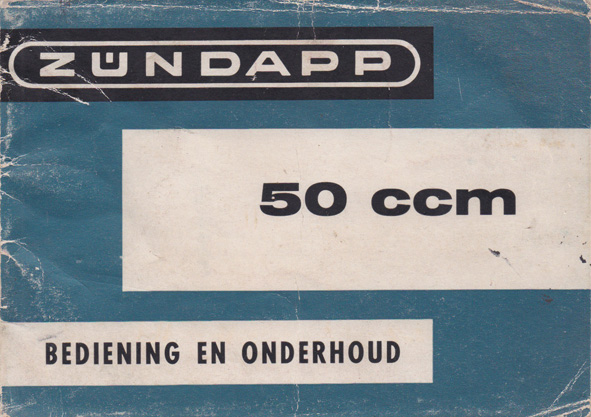 ZÜNDAPP
50 ccm
BEDIENING EN ONDERHOUD